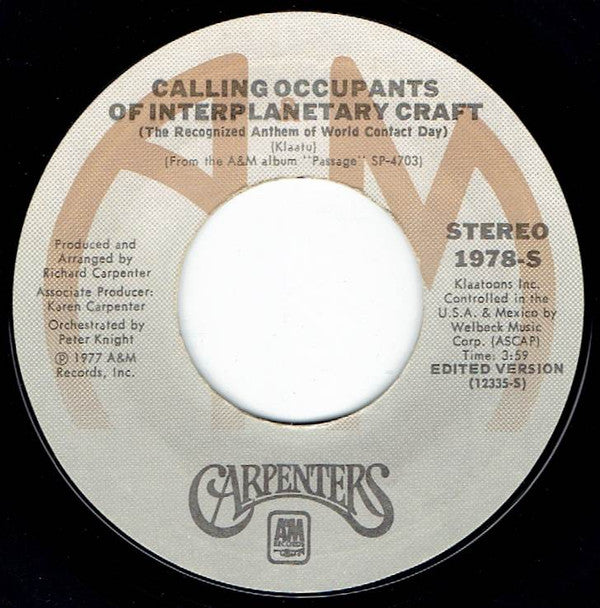 CALLING OCCUPANTS
OF INTERPLANETARY CRAFT
(The Recognized Anthem of World Contact Day)
(Klaatu)
(From the A&M album "Passage" SP-4703)
Produced and
Arranged by
Richard Carpenter
Associate Producer:
Karen Carpenter
Orchestrated by
Peter Knight
℗ 1977 A&M
Records, Inc.
STEREO
1978-S
Klaatoons Inc.
Controlled in the
U.S.A. & Mexico by
Welbeck Music
Corp. (ASCAP)
Time: 3:59
EDITED VERSION
(12335-S)
CARPENTERS
A&M
RECORDS